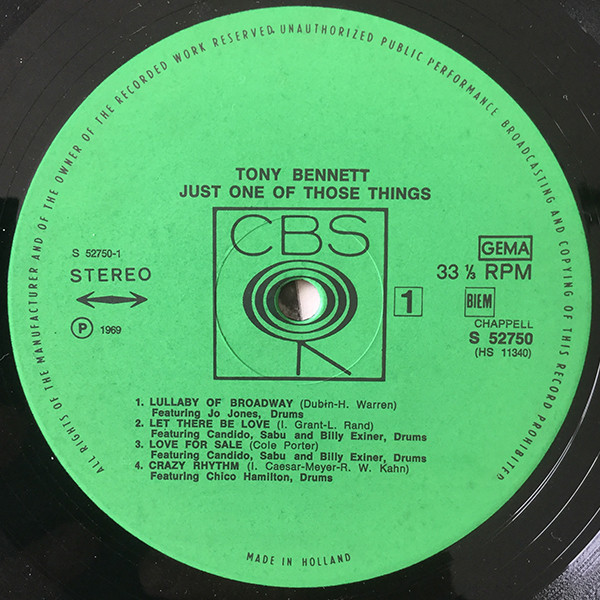 ALL RIGHTS OF THE MANUFACTURER AND OF THE OWNER OF THE RECORDED WORK RESERVED. UNAUTHORIZED PUBLIC PERFORMANCE BROADCASTING AND COPYING OF THIS RECORD PROHIBITED
TONY BENNETT
JUST ONE OF THOSE THINGS
CBS
S 52750-1
STEREO
P 1969
GEMA
33 ⅓ RPM
1
BIEM
CHAPPELL
S 52750
(HS 11340)
1. LULLABY OF BROADWAY (Dubin-H. Warren)
Featuring Jo Jones, Drums
2. LET THERE BE LOVE (I. Grant-L. Rand)
Featuring Candido, Sabu and Billy Exiner, Drums
3. LOVE FOR SALE (Cole Porter)
Featuring Candido, Sabu and Billy Exiner, Drums
4. CRAZY RHYTHM (I. Caesar-Meyer-R. W. Kahn)
Featuring Chico Hamilton, Drums
MADE IN HOLLAND